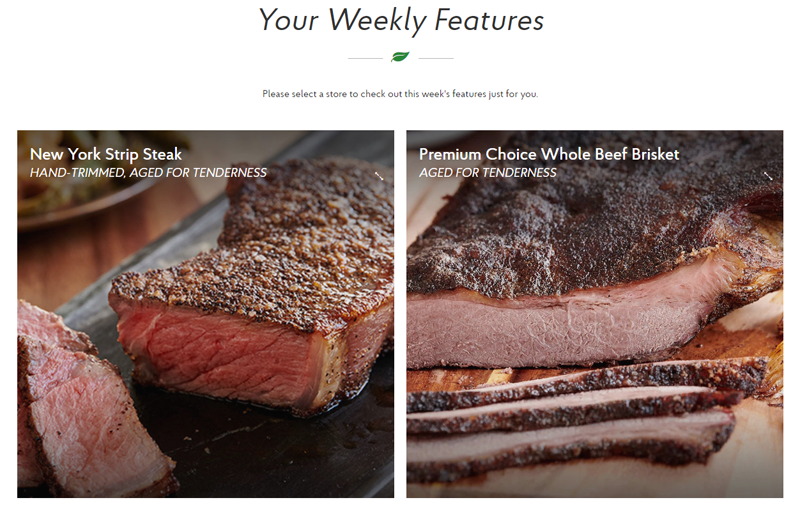 Your Weekly Features
Please select a store to check out this week's features just for you.
New York Strip Steak
HAND-TRIMMED, AGED FOR TENDERNESS
Premium Choice Whole Beef Brisket
AGED FOR TENDERNESS